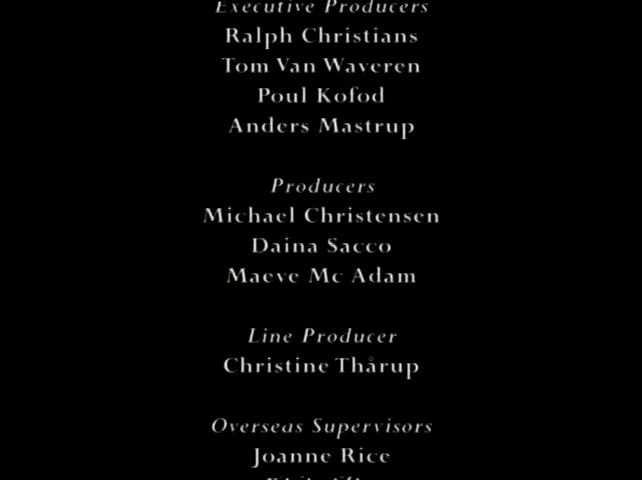 Executive Producers
Ralph Christians
Tom Van Waveren
Poul Kofod
Anders Mastrup
Producers
Michael Christensen
Daina Sacco
Maeve Mc Adam
Line Producer
Christine Thårup
Overseas Supervisors
Joanne Rice